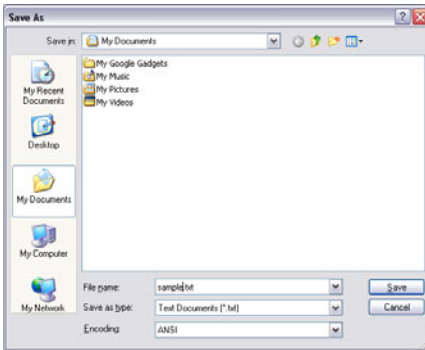 Save As
Save in:
My Documents
My Recent Documents
Desktop
My Documents
My Computer
My Network
My Google Gadgets
My Music
My Pictures
My Videos
File name:
sample.txt
Save
Save as type:
Text Documents (*.txt)
Cancel
Encoding:
ANSI